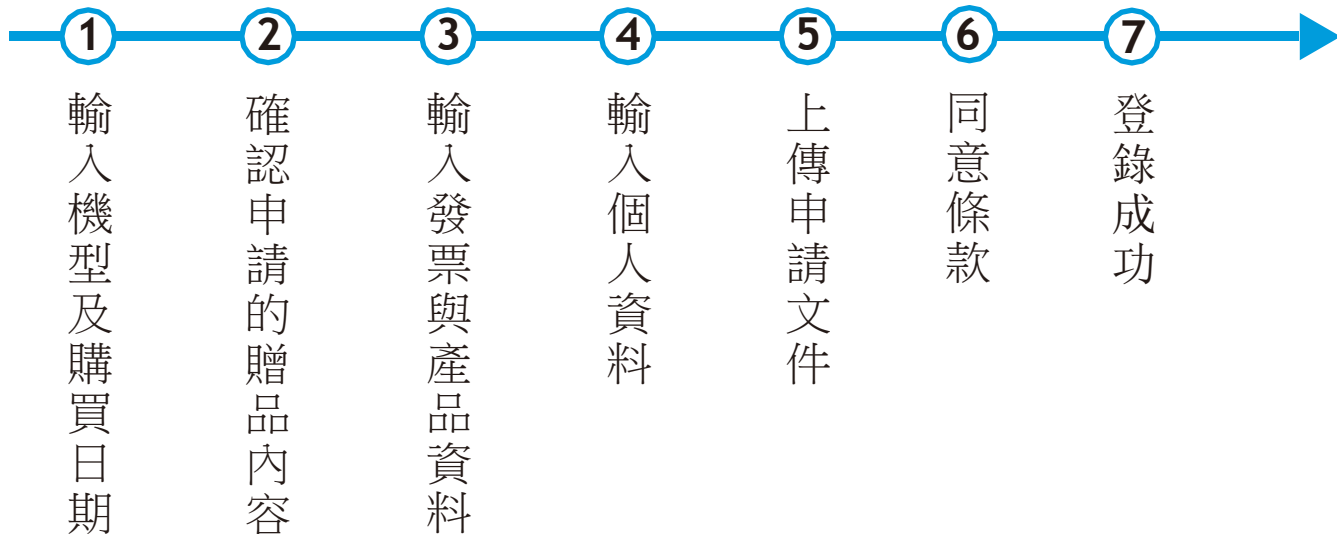 1
輸入機型及購買日期
2
確認申請的贈品內容
3
輸入發票與產品資料
4
輸入個人資料
5
上傳申請文件
6
同意條款
7
登錄成功